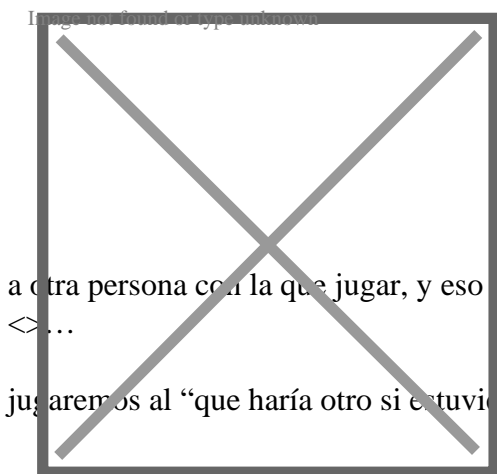 Image not found or type unknown
a otra persona con la que jugar, y eso
<>…
jugaremos al “que haría otro si